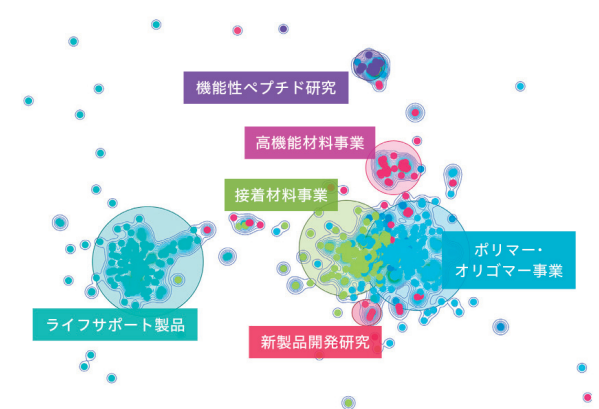 機能性ペプチド研究
高機能材料事業
接着材料事業
ポリマー・
オリゴマー事業
ライフサポート製品
新製品開発研究